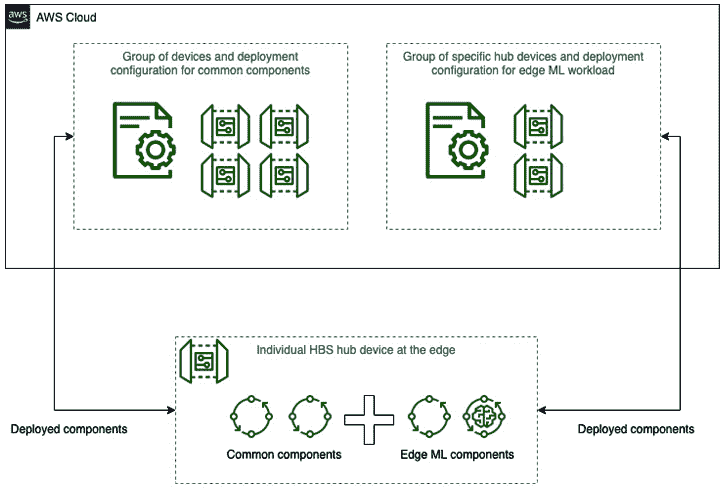 aws
AWS Cloud
Group of devices and deployment
configuration for common components
Group of specific hub devices and deployment
configuration for edge ML workload
Individual HBS hub device at the edge
Deployed components
Common components
Edge ML components
Deployed components